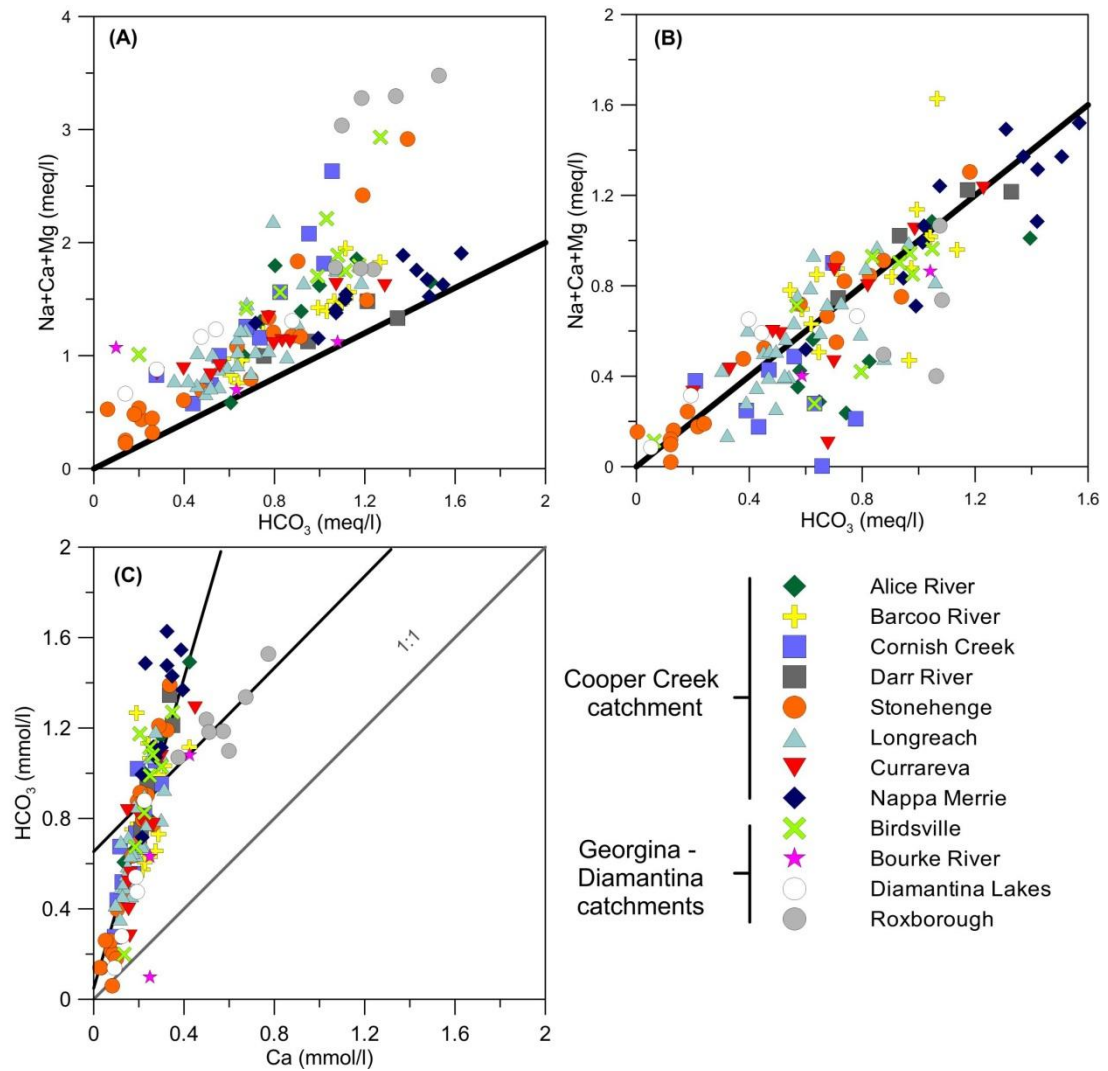 (A)
Na+Ca+Mg (meq/l)
4
3
2
1
0
0 0.4 0.8 1.2 1.6 2
HCO3 (meq/l)
(B)
Na+Ca+Mg (meq/l)
2
1.6
1.2
0.8
0.4
0
0 0.4 0.8 1.2 1.6
HCO3 (meq/l)
(C)
HCO3 (mmol/l)
2
1.6
1.2
0.8
0.4
0
1:1
0 0.4 0.8 1.2 1.6 2
Ca (mmol/l)
Cooper Creek
catchment
Alice River
Barcoo River
Cornish Creek
Darr River
Stonehenge
Longreach
Currareva
Nappa Merrie
Georgina -
Diamantina
catchments
Birdsville
Bourke River
Diamantina Lakes
Roxborough